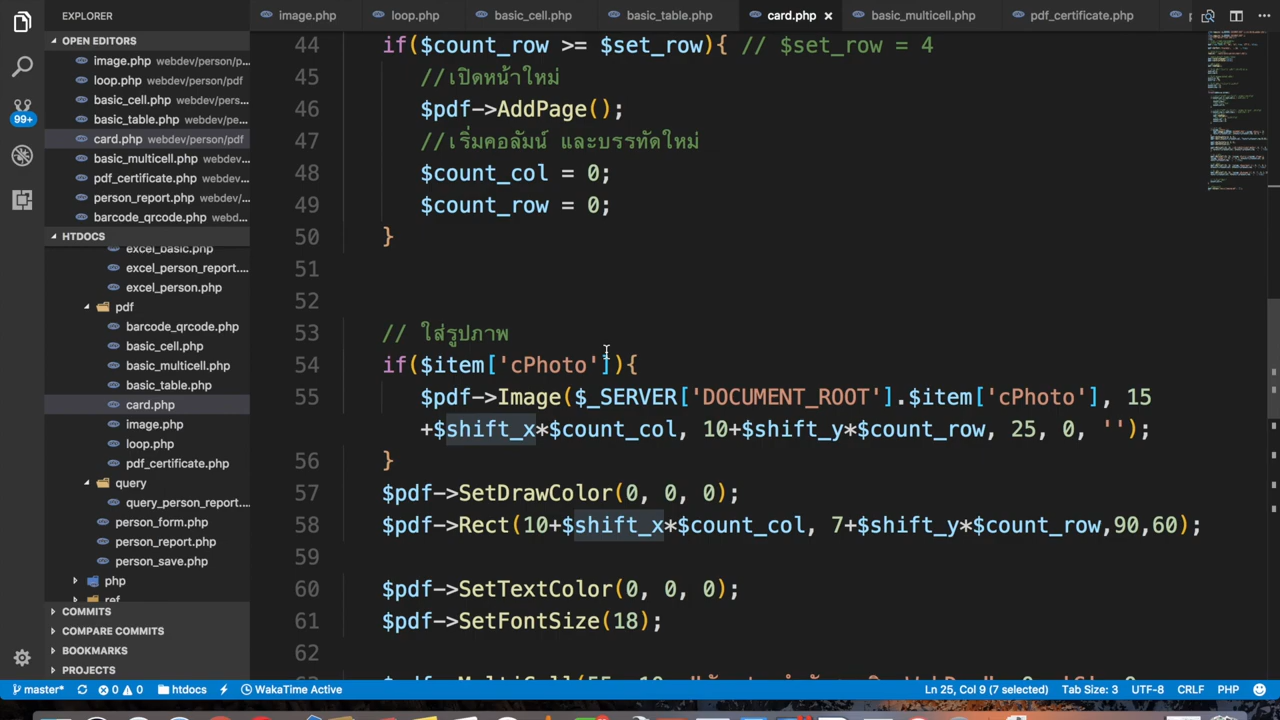 EXPLORER
image.php
loop.php
basic_cell.php
basic_table.php
card.php ×
basic_multicell.php
pdf_certificate.php
OPEN EDITORS
image.php webdev/person/p...
loop.php webdev/person/pdf
basic_cell.php webdev/pers...
basic_table.php webdev/pe...
card.php webdev/person/pdf
basic_multicell.php webdev/...
pdf_certificate.php webdev/...
person_report.php webdev/...
barcode_qrcode.php webd...
99+
HTDOCS
excel_basic.php
excel_person_report....
excel_person.php
pdf
barcode_qrcode.php
basic_cell.php
basic_multicell.php
basic_table.php
card.php
image.php
loop.php
pdf_certificate.php
query
query_person_report....
person_form.php
person_report.php
person_save.php
php
ref
COMMITS
COMPARE COMMITS
BOOKMARKS
PROJECTS
44 if($count_row >= $set_row){ // $set_row = 4
45 //เปิดหน้าใหม่
46 $pdf->AddPage();
47 //เริ่มคอลัมน์ และบรรทัดใหม่
48 $count_col = 0;
49 $count_row = 0;
50 }
51
52
53 // ใส่รูปภาพ
54 if($item['cPhoto']){
55 $pdf->Image($_SERVER['DOCUMENT_ROOT'].$item['cPhoto'], 15
+$shift_x*$count_col, 10+$shift_y*$count_row, 25, 0, '');
56 }
57 $pdf->SetDrawColor(0, 0, 0);
58 $pdf->Rect(10+$shift_x*$count_col, 7+$shift_y*$count_row,90,60);
59
60 $pdf->SetTextColor(0, 0, 0);
61 $pdf->SetFontSize(18);
62
master* 0 0 htdocs WakaTime Active Ln 25, Col 9 (7 selected) Tab Size: 3 UTF-8 CRLF PHP